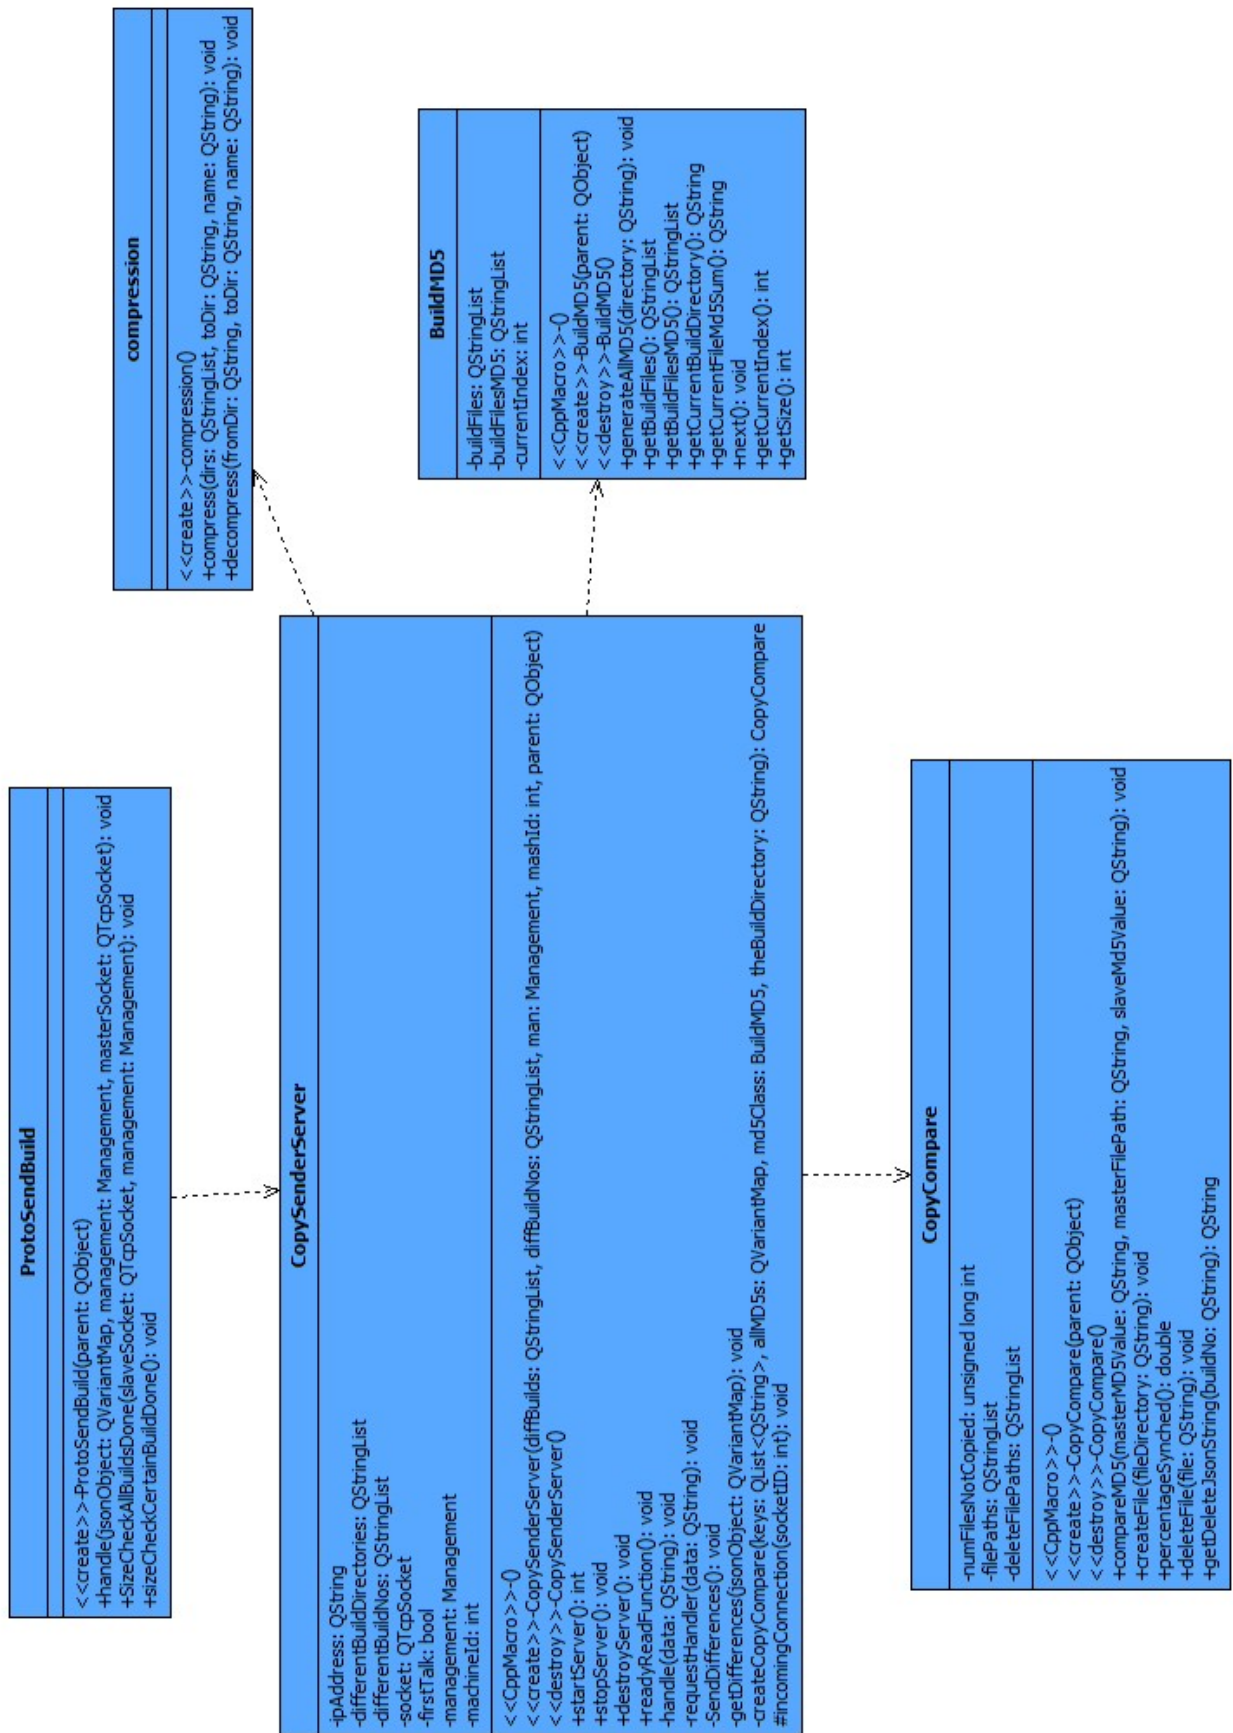 ProtoSendBuild
<<create>>-ProtoSendBuild(parent: QObject)
+handle(jsonObject: QVariantMap, management: Management, masterSocket: QTcpSocket): void
+SizeCheckAllBuildsDone(slaveSocket: QTcpSocket, management: Management): void
+sizeCheckCertainBuildDone(): void
compression
<<create>>-compression()
+compress(dirs: QStringList, toDir: QString, name: QString): void
+decompress(fromDir: QString, toDir: QString, name: QString): void
CopySenderServer
-ipAddress: QString
-differentBuildDirectories: QStringList
-differentBuildNos: QStringList
-socket: QTcpSocket
-firstTalk: bool
-management: Management
-machineId: int
<<CppMacro>>-()
<<create>>-CopySenderServer(diffBuilds: QStringList, diffBuildNos: QStringList, man: Management, mashId: int, parent: QObject)
<<destroy>>-CopySenderServer()
+startServer(): int
+stopServer(): void
+destroyServer(): void
+readyReadFunction(): void
-handle(data: QString): void
-requestHandler(data: QString): void
-SendDifferences(): void
-getDifferences(jsonObject: QVariantMap): void
-createCopyCompare(keys: QList<QString>, allMD5s: QVariantMap, md5Class: BuildMD5, theBuildDirectory: QString): CopyCompare
#incomingConnection(socketID: int): void
BuildMD5
-buildFiles: QStringList
-buildFilesMD5: QStringList
-currentIndex: int
<<CppMacro>>-()
<<create>>-BuildMD5(parent: QObject)
<<destroy>>-BuildMD5()
+generateAllMD5(directory: QString): void
+getBuildFiles(): QStringList
+getBuildFilesMD5(): QStringList
+getCurrentBuildDirectory(): QString
+getCurrentFileMd5Sum(): QString
+next(): void
+getCurrentIndex(): int
+getSize(): int
CopyCompare
-numFilesNotCopied: unsigned long int
-filePaths: QStringList
-deleteFilePaths: QStringList
<<CppMacro>>-()
<<create>>-CopyCompare(parent: QObject)
<<destroy>>-CopyCompare()
+compareMD5(masterMD5Value: QString, masterFilePath: QString, slaveMd5Value: QString): void
+createFile(fileDirectory: QString): void
+percentageSynched(): double
+deleteFile(file: QString): void
+getDeleteJsonString(buildNo: QString): QString